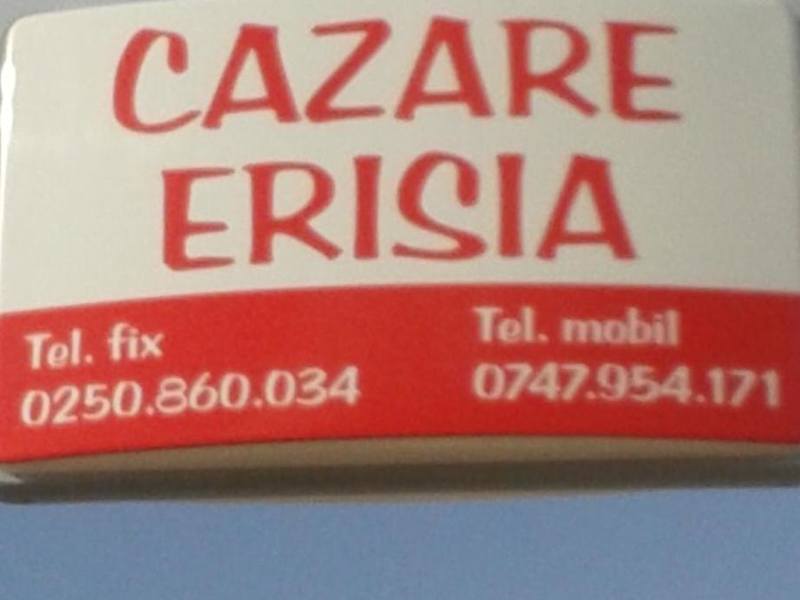 CAZARE
ERISIA
Tel. fix
0250.860.034
Tel. mobil
0747.954.171